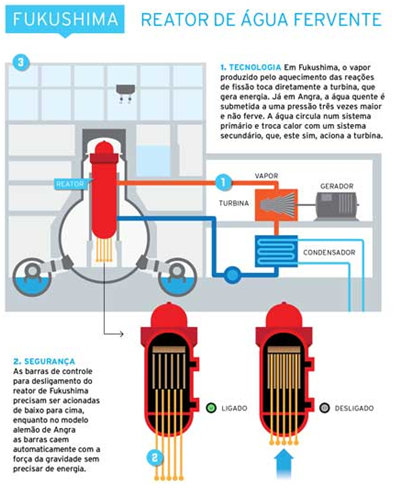 FUKUSHIMA REATOR DE ÁGUA FERVENTE
3
1. TECNOLOGIA Em Fukushima, o vapor
produzido pelo aquecimento das reações
de fissão toca diretamente a turbina, que
gera energia. Já em Angra, a água quente é
submetida a uma pressão três vezes maior
e não ferve. A água circula num sistema
primário e troca calor com um sistema
secundário, que, este sim, aciona a turbina.
REATOR
1
VAPOR
TURBINA
GERADOR
CONDENSADOR
2. SEGURANÇA
As barras de controle
para desligamento do
reator de Fukushima
precisam ser acionadas
de baixo para cima,
enquanto no modelo
alemão de Angra
as barras caem
automaticamente com a
força da gravidade sem
precisar de energia.
LIGADO
DESLIGADO
2